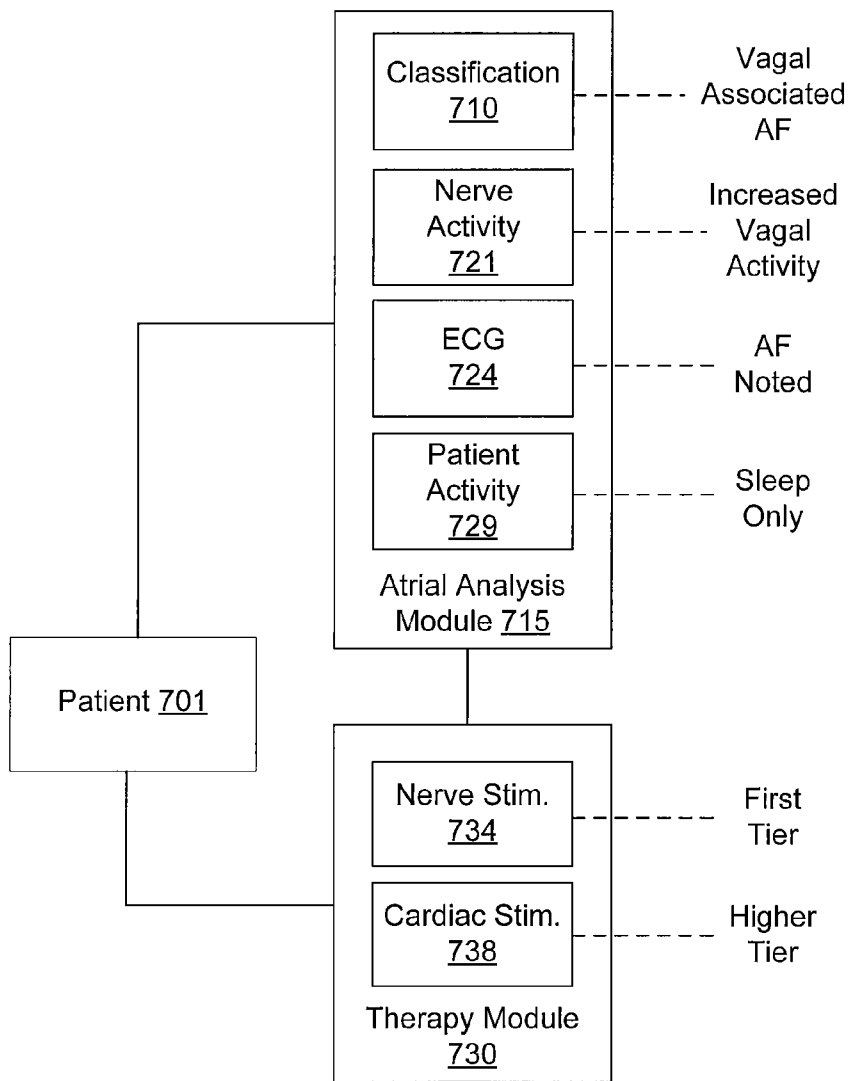 Classification
710
Vagal
Associated
AF
Nerve
Activity
721
Increased
Vagal
Activity
ECG
724
AF
Noted
Patient
Activity
729
Sleep
Only
Atrial Analysis
Module 715
Patient 701
Nerve Stim.
734
First
Tier
Cardiac Stim.
738
Higher
Tier
Therapy Module
730